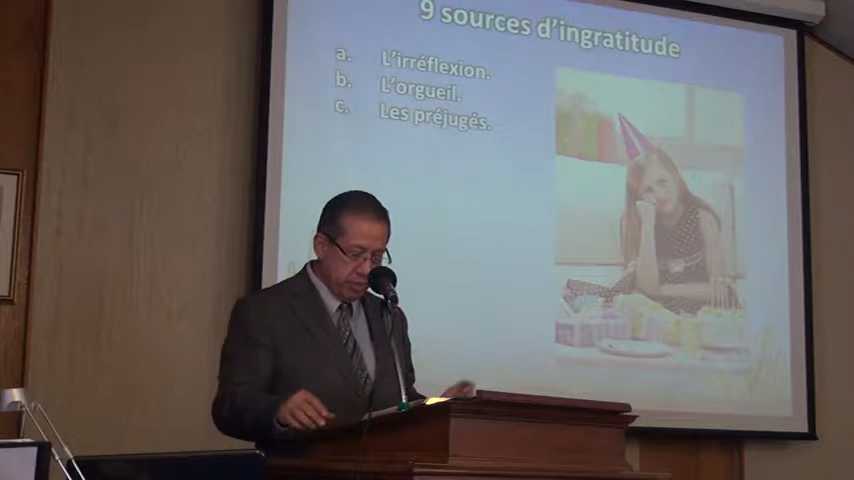 9 sources d'ingratitude
a. L'irréflexion.
b. L'orgueil.
c. Les préjugés.